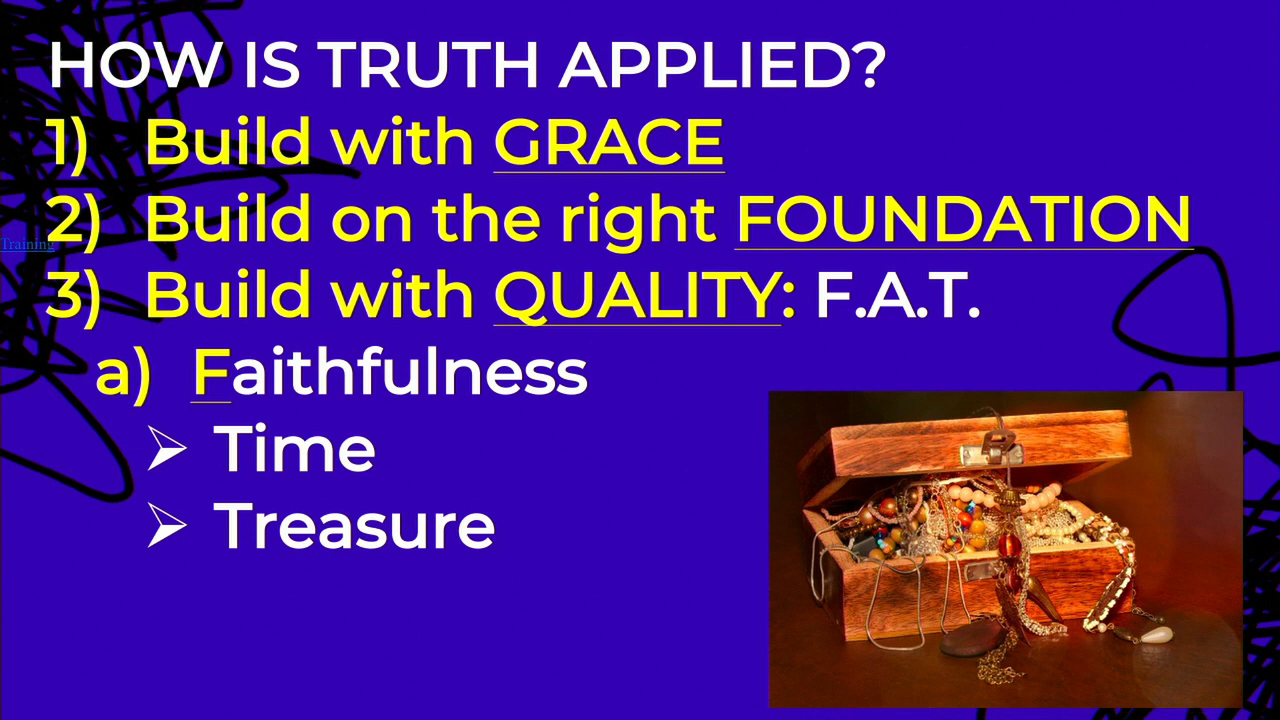 HOW IS TRUTH APPLIED?
1) Build with GRACE
2) Build on the right FOUNDATION
Training
3) Build with QUALITY: F.A.T.
a) Faithfulness
➢ Time
➢ Treasure